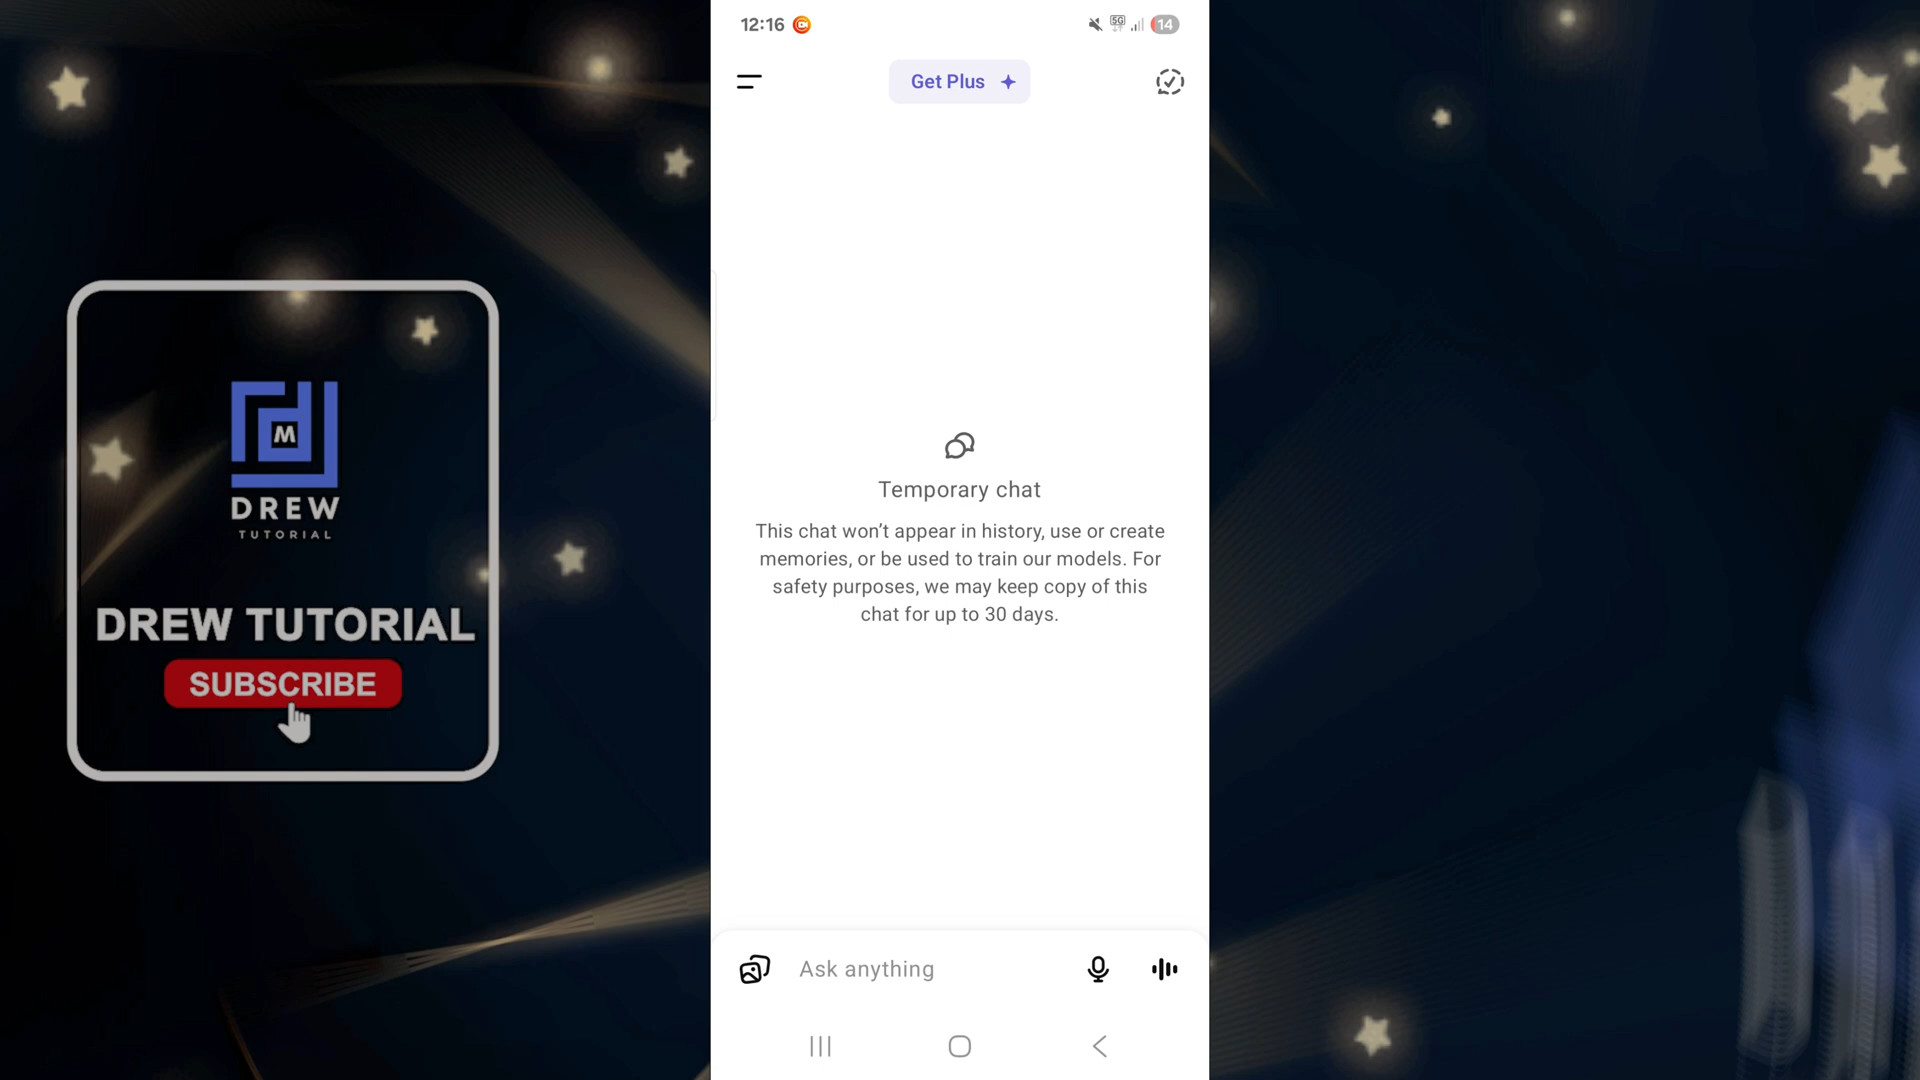 12:16
5G
14
Get Plus
M
DREW
TUTORIAL
DREW TUTORIAL
SUBSCRIBE
Temporary chat
This chat won’t appear in history, use or create
memories, or be used to train our models. For
safety purposes, we may keep copy of this
chat for up to 30 days.
Ask anything